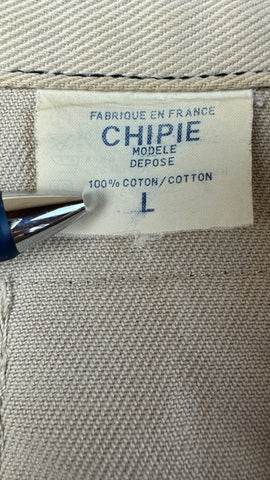 FABRIQUE EN FRANCE
CHIPIE
MODELE
DEPOSE
100% COTON/COTTON
L